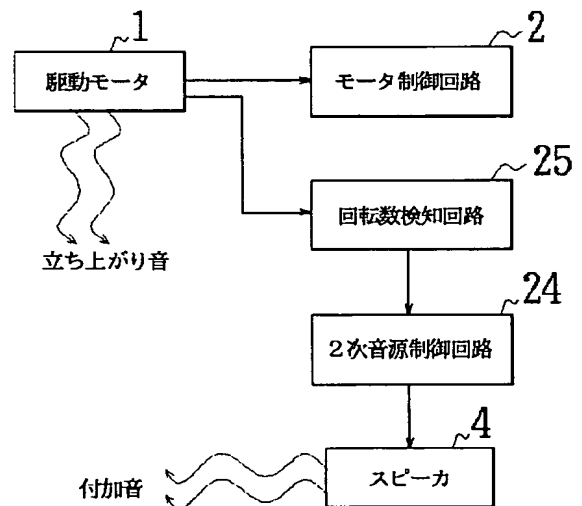 1
駆動モータ
2
モータ制御回路
25
回転数検知回路
立ち上がり音
24
2次音源制御回路
4
スピーカ
付加音